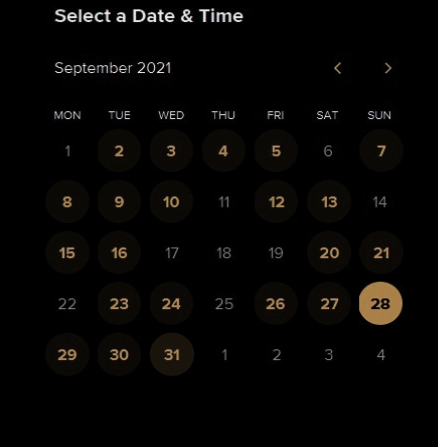 Select a Date & Time
September 2021
MON TUE WED THU FRI SAT SUN
1 2 3 4 5 6 7
8 9 10 11 12 13 14
15 16 17 18 19 20 21
22 23 24 25 26 27 28
29 30 31 1 2 3 4